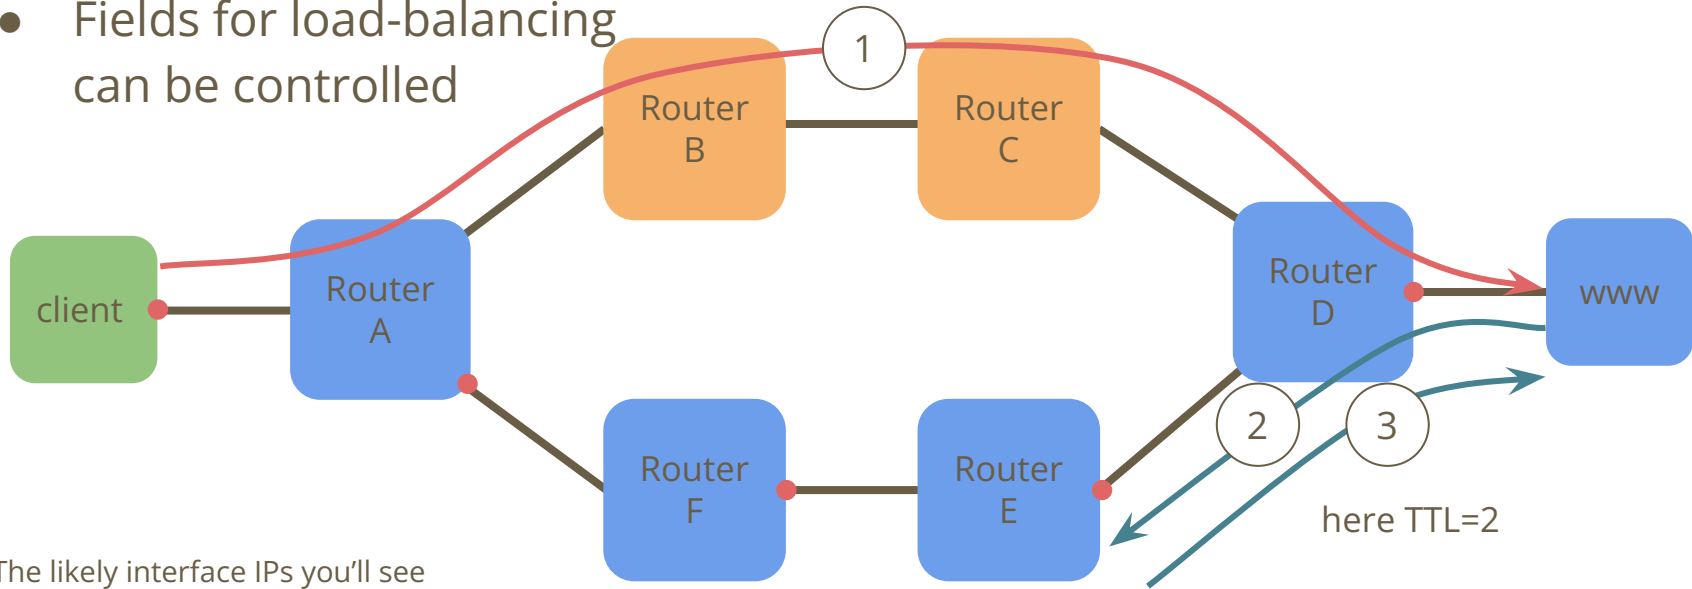 ● Fields for load-balancing
can be controlled
1
Router
B
Router
C
client
Router
A
Router
D
www
2
3
Router
F
Router
E
here TTL=2
The likely interface IPs you’ll see